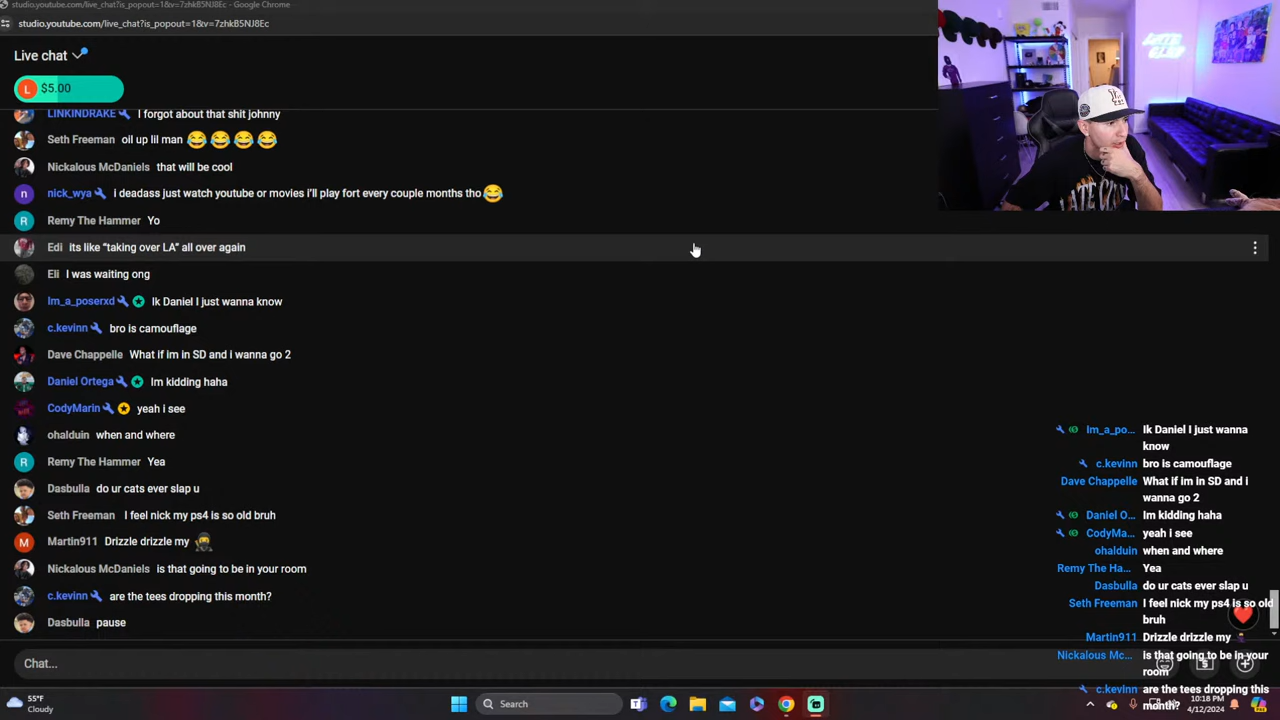 studio.youtube.com/live_chat?is_popout=1&v=7zhkB5NJ8Ec - Google Chrome
studio.youtube.com/live_chat?is_popout=1&v=7zhkB5NJ8Ec
Live chat
L $5.00
LINKINDRAKE I forgot about that shit johnny
Seth Freeman oil up lil man 😂 😂 😂 😂
Nickalous McDaniels that will be cool
n nick_wya i deadass just watch youtube or movies i'll play fort every couple months tho 😂
R Remy The Hammer Yo
Edi its like “taking over LA” all over again
Eli I was waiting ong
Im_a_poserxd Ik Daniel I just wanna know
c.kevinn bro is camouflage
Dave Chappelle What if im in SD and i wanna go 2
Daniel Ortega Im kidding haha
CodyMarin yeah i see
ohalduin when and where
R Remy The Hammer Yea
Dasbulla do ur cats ever slap u
Seth Freeman I feel nick my ps4 is so old bruh
M Martin911 Drizzle drizzle my 🥷
Nickalous McDaniels is that going to be in your room
c.kevinn are the tees dropping this month?
Dasbulla pause
Chat...
Im_a_po... Ik Daniel I just wanna
know
c.kevinn bro is camouflage
Dave Chappelle What if im in SD and i
wanna go 2
Daniel O... Im kidding haha
CodyMa... yeah i see
ohalduin when and where
Remy The Ha... Yea
Dasbulla do ur cats ever slap u
Seth Freeman I feel nick my ps4 is so old
bruh
Martin911 Drizzle drizzle my
Nickalous Mc... is that going to be in your
room
c.kevinn are the tees dropping this
month?
55°F
Cloudy
Search
10:18 PM
4/12/2024